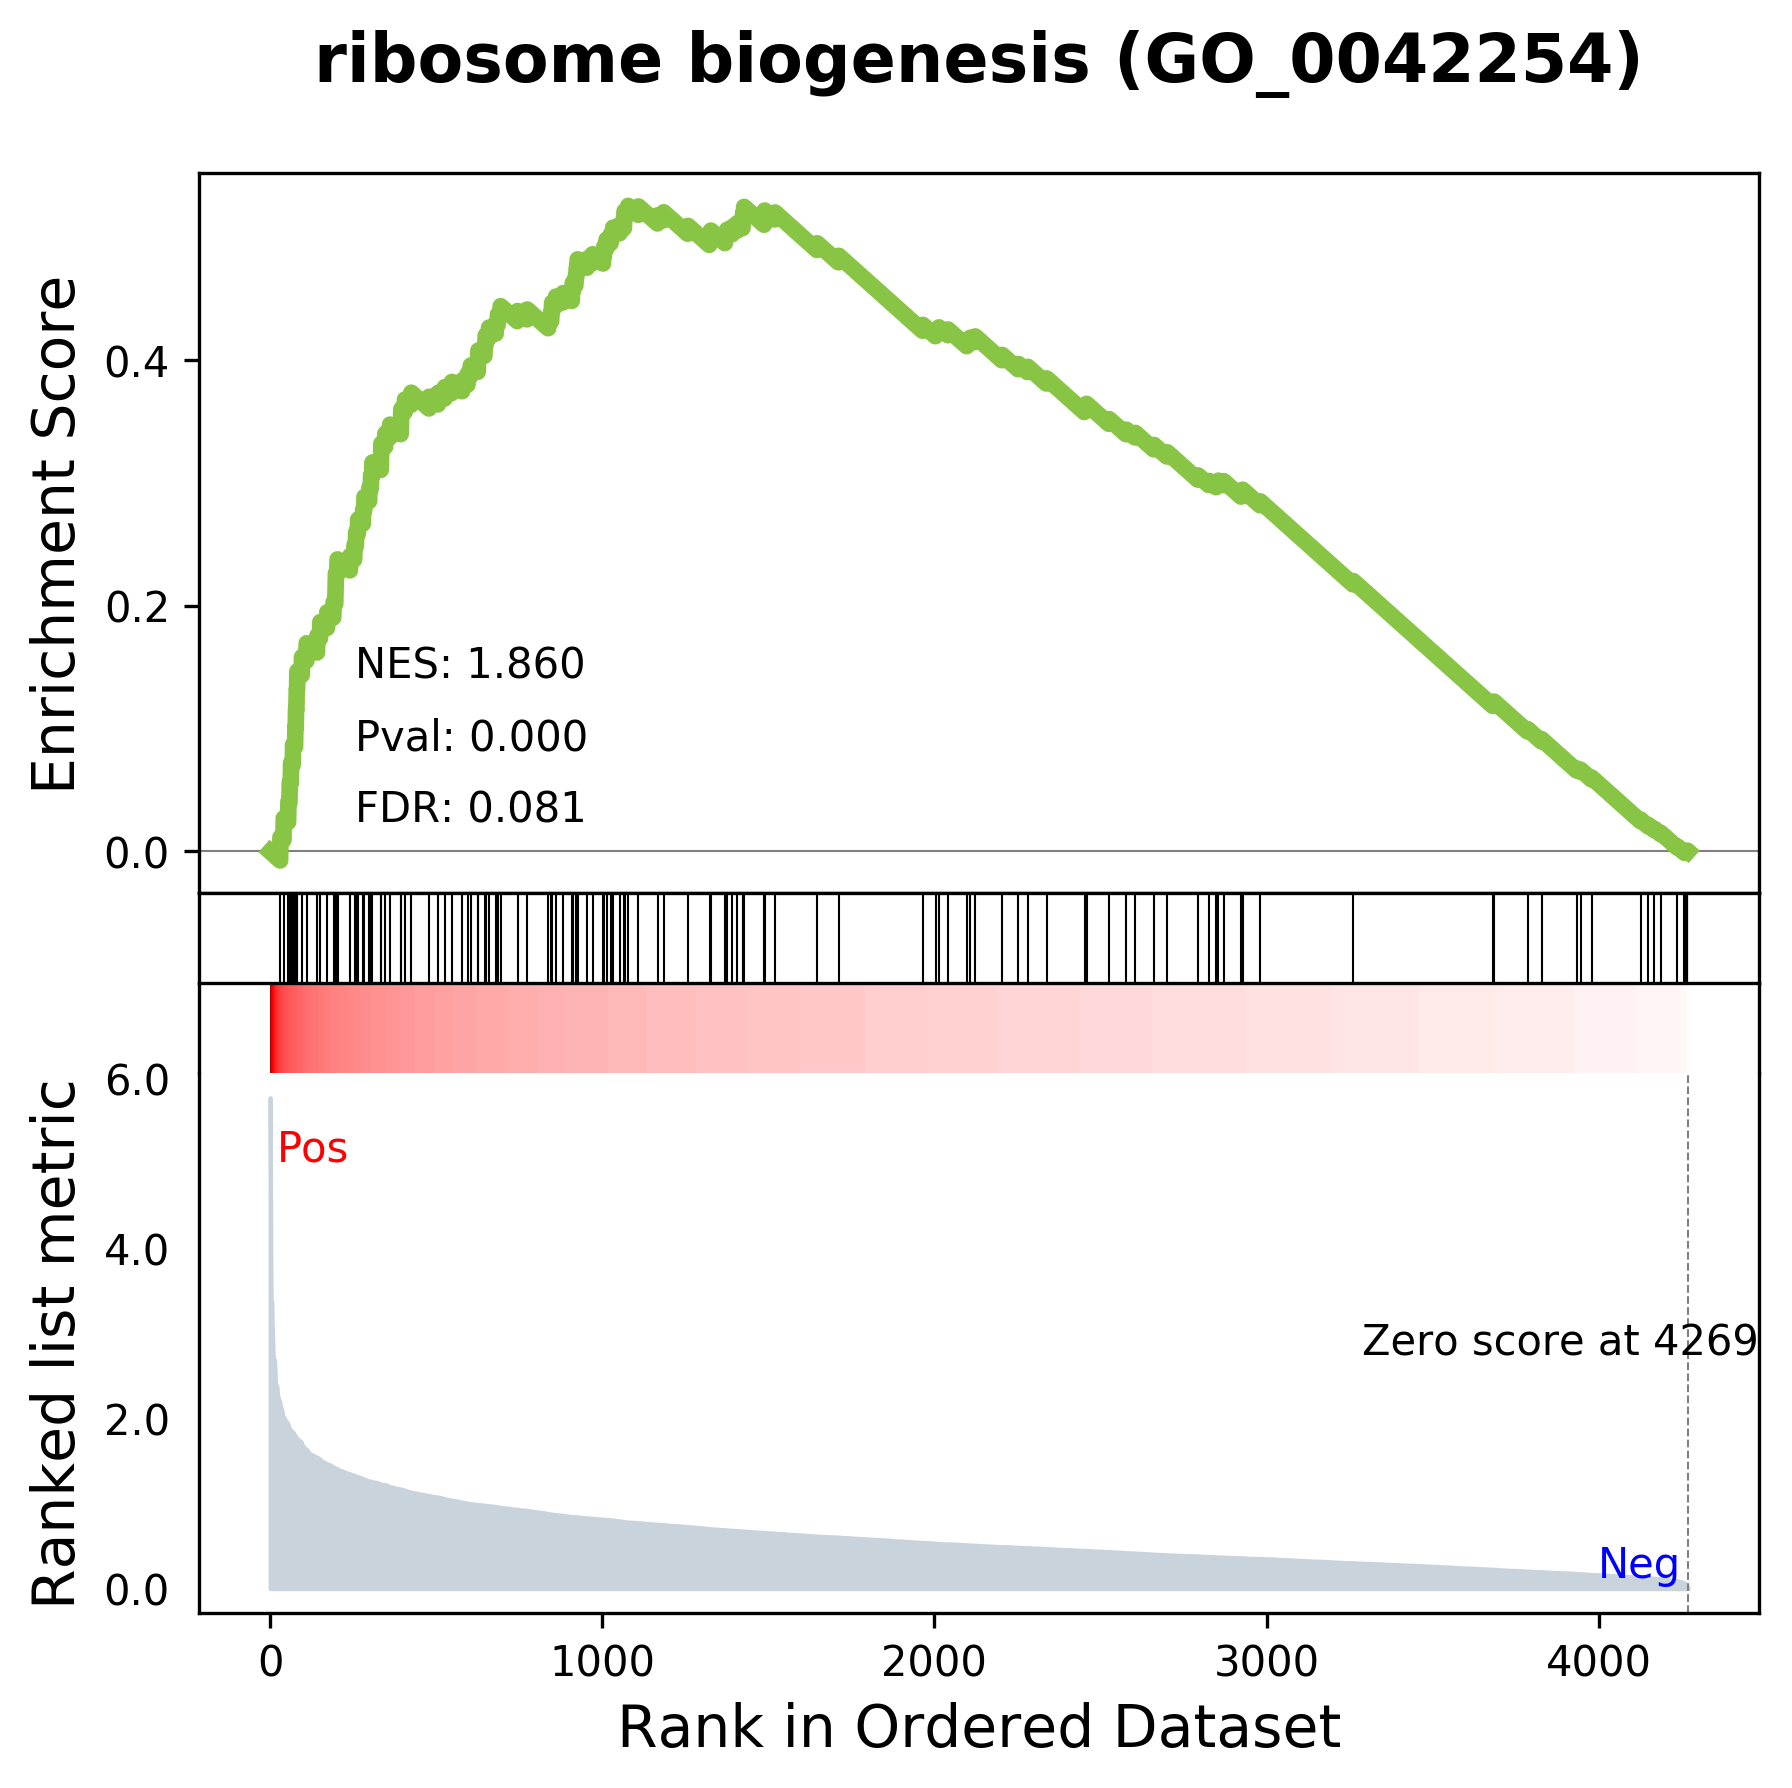 ribosome biogenesis (GO_0042254)
Enrichment Score
0.4
0.2
0.0
NES: 1.860
Pval: 0.000
FDR: 0.081
Ranked list metric
6.0
4.0
2.0
0.0
Pos
Zero score at 4269
Neg
0 1000 2000 3000 4000
Rank in Ordered Dataset